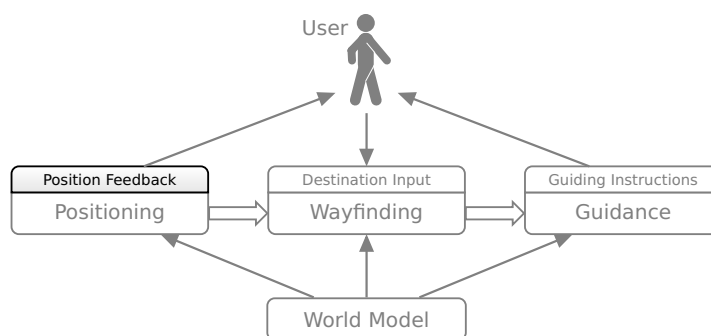 User
Position Feedback
Positioning
Destination Input
Wayfinding
Guiding Instructions
Guidance
World Model